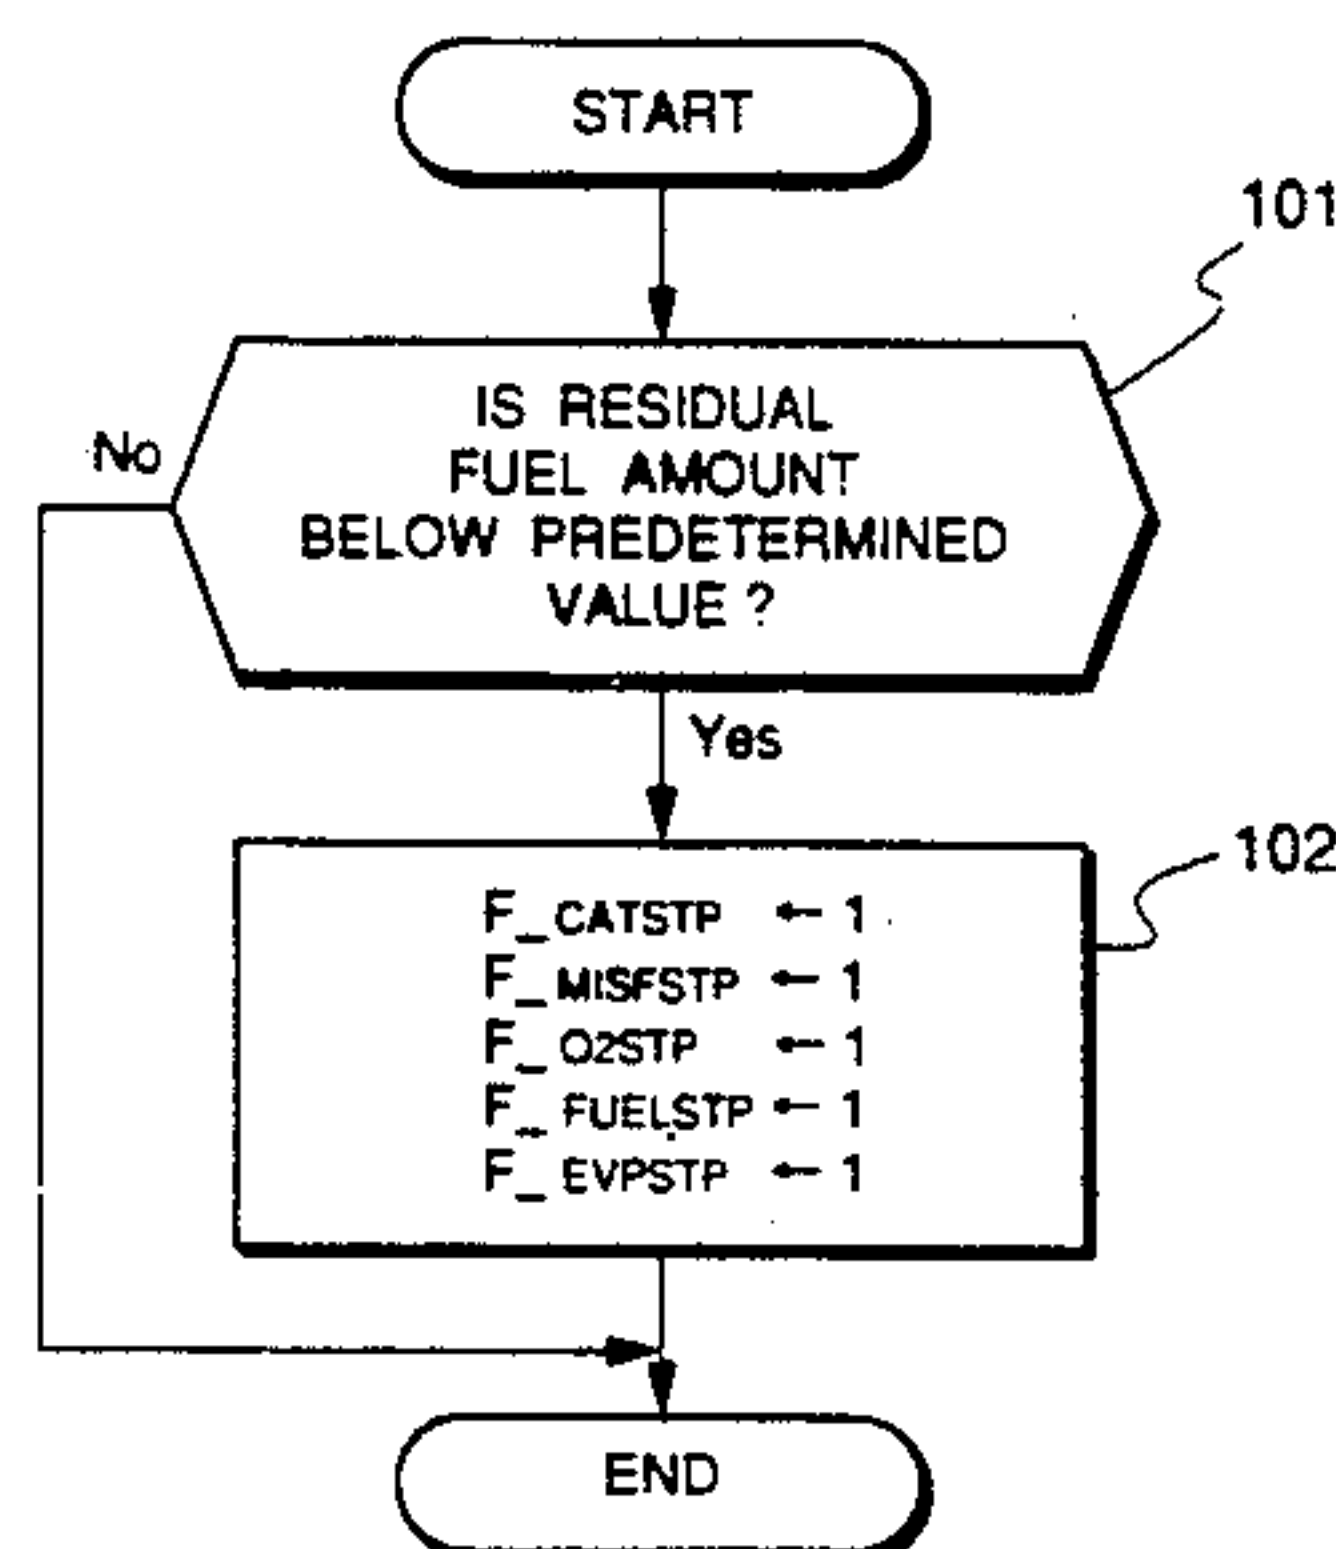 START
101
IS RESIDUAL
FUEL AMOUNT
BELOW PREDETERMINED
VALUE ?
No
Yes
102
F_CATSTP ← 1
F_MISFSTP ← 1
F_O2STP ← 1
F_FUELSTP ← 1
F_EVPSTP ← 1
END